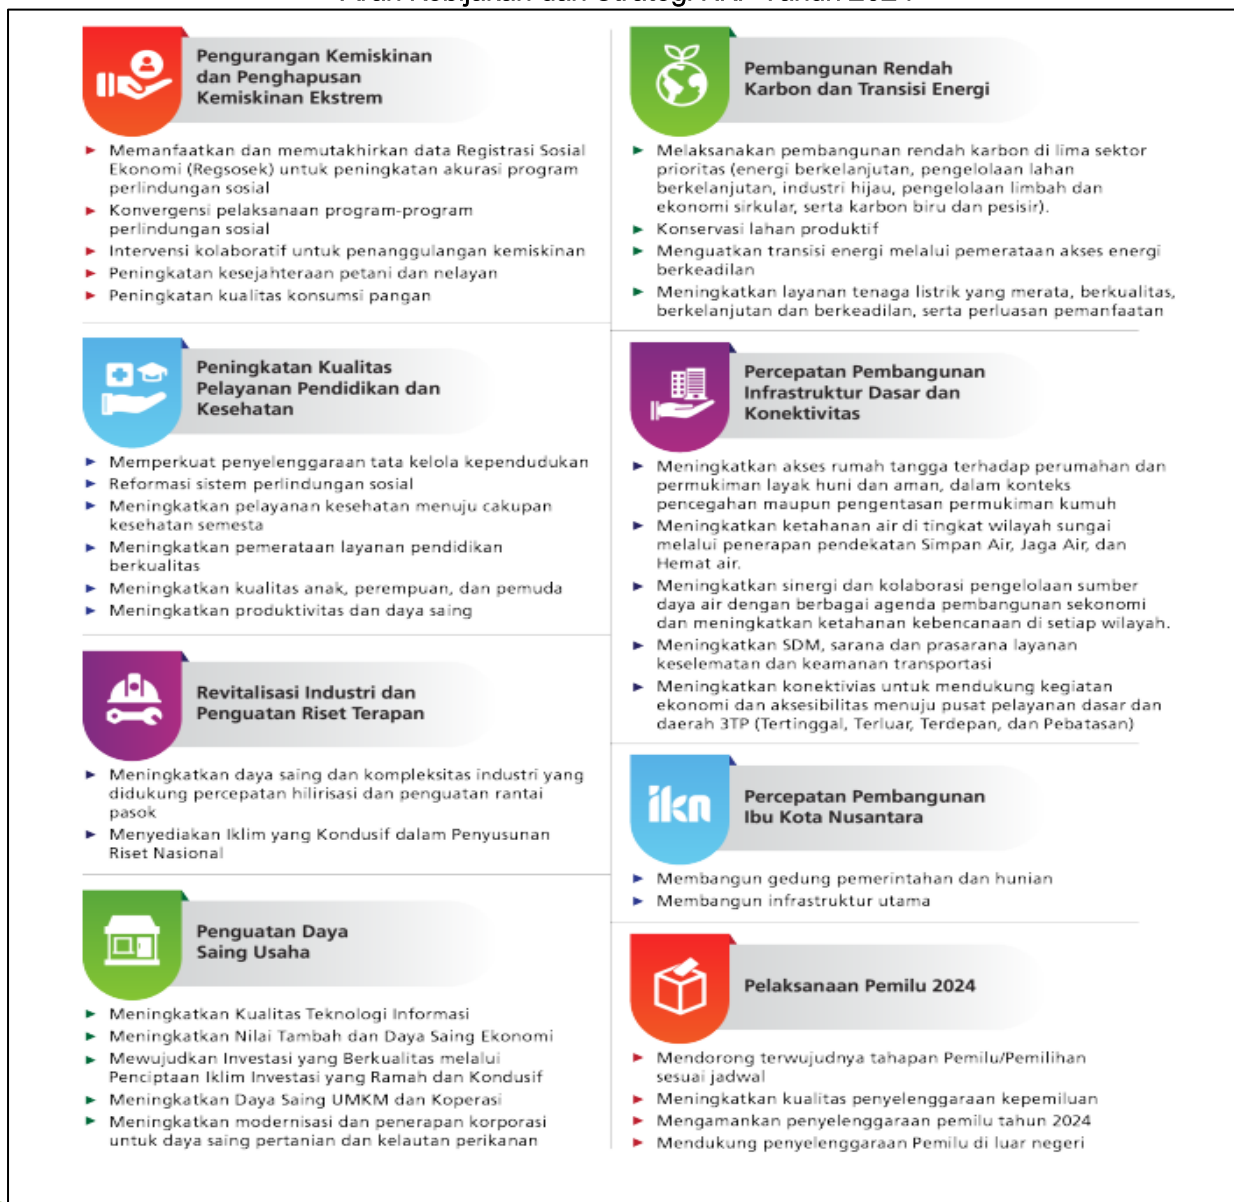 Arah Kebijakan dan Strategi RKP Tahun 2024
Pengurangan Kemiskinan
dan Penghapusan
Kemiskinan Ekstrem
Memanfaatkan dan memutakhirkan data Registrasi Sosial
Ekonomi (Regsosek) untuk peningkatan akurasi program
perlindungan sosial
Konvergensi pelaksanaan program-program
perlindungan sosial
Intervensi kolaboratif untuk penanggulangan kemiskinan
Peningkatan kesejahteraan petani dan nelayan
Peningkatan kualitas konsumsi pangan
Peningkatan Kualitas
Pelayanan Pendidikan dan
Kesehatan
Memperkuat penyelenggaraan tata kelola kependudukan
Reformasi sistem perlindungan sosial
Meningkatkan pelayanan kesehatan menuju cakupan
kesehatan semesta
Meningkatkan pemerataan layanan pendidikan
berkualitas
Meningkatkan kualitas anak, perempuan, dan pemuda
Meningkatkan produktivitas dan daya saing
Revitalisasi Industri dan
Penguatan Riset Terapan
Meningkatkan daya saing dan kompleksitas industri yang
didukung percepatan hilirisasi dan penguatan rantai
pasok
Menyediakan Iklim yang Kondusif dalam Penyusunan
Riset Nasional
Penguatan Daya
Saing Usaha
Meningkatkan Kualitas Teknologi Informasi
Meningkatkan Nilai Tambah dan Daya Saing Ekonomi
Mewujudkan Investasi yang Berkualitas melalui
Penciptaan Iklim Investasi yang Ramah dan Kondusif
Meningkatkan Daya Saing UMKM dan Koperasi
Meningkatkan modernisasi dan penerapan korporasi
untuk daya saing pertanian dan kelautan perikanan
Pembangunan Rendah
Karbon dan Transisi Energi
Melaksanakan pembangunan rendah karbon di lima sektor
prioritas (energi berkelanjutan, pengelolaan lahan
berkelanjutan, industri hijau, pengelolaan limbah dan
ekonomi sirkular, serta karbon biru dan pesisir).
Konservasi lahan produktif
Menguatkan transisi energi melalui pemerataan akses energi
berkeadilan
Meningkatkan layanan tenaga listrik yang merata, berkualitas,
berkelanjutan dan berkeadilan, serta perluasan pemanfaatan
Percepatan Pembangunan
Infrastruktur Dasar dan
Konektivitas
Meningkatkan akses rumah tangga terhadap perumahan dan
permukiman layak huni dan aman, dalam konteks
pencegahan maupun pengentasan permukiman kumuh
Meningkatkan ketahanan air di tingkat wilayah sungai
melalui penerapan pendekatan Simpan Air, Jaga Air, dan
Hemat air.
Meningkatkan sinergi dan kolaborasi pengelolaan sumber
daya air dengan berbagai agenda pembangunan sekonomi
dan meningkatkan ketahanan kebencanaan di setiap wilayah.
Meningkatkan SDM, sarana dan prasarana layanan
keselematan dan keamanan transportasi
Meningkatkan konektivias untuk mendukung kegiatan
ekonomi dan aksesibilitas menuju pusat pelayanan dasar dan
daerah 3TP (Tertinggal, Terluar, Terdepan, dan Pebatasan)
ikn
Percepatan Pembangunan
Ibu Kota Nusantara
Membangun gedung pemerintahan dan hunian
Membangun infrastruktur utama
Pelaksanaan Pemilu 2024
Mendorong terwujudnya tahapan Pemilu/Pemilihan
sesuai jadwal
Meningkatkan kualitas penyelenggaraan kepemiluan
Mengamankan penyelenggaraan pemilu tahun 2024
Mendukung penyelenggaraan Pemilu di luar negeri